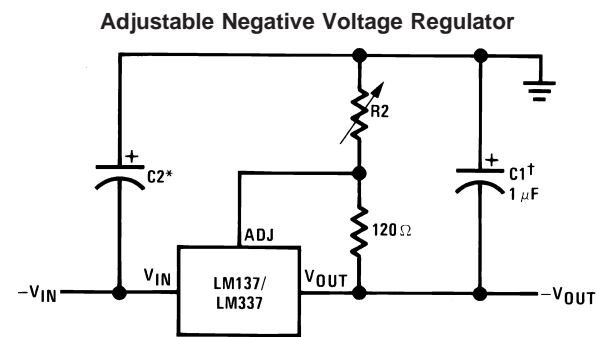 Adjustable Negative Voltage Regulator
R2
+
C2*
+
C1†
1 μF
ADJ
120 Ω
−VIN
VIN
LM137/
LM337
VOUT
−VOUT